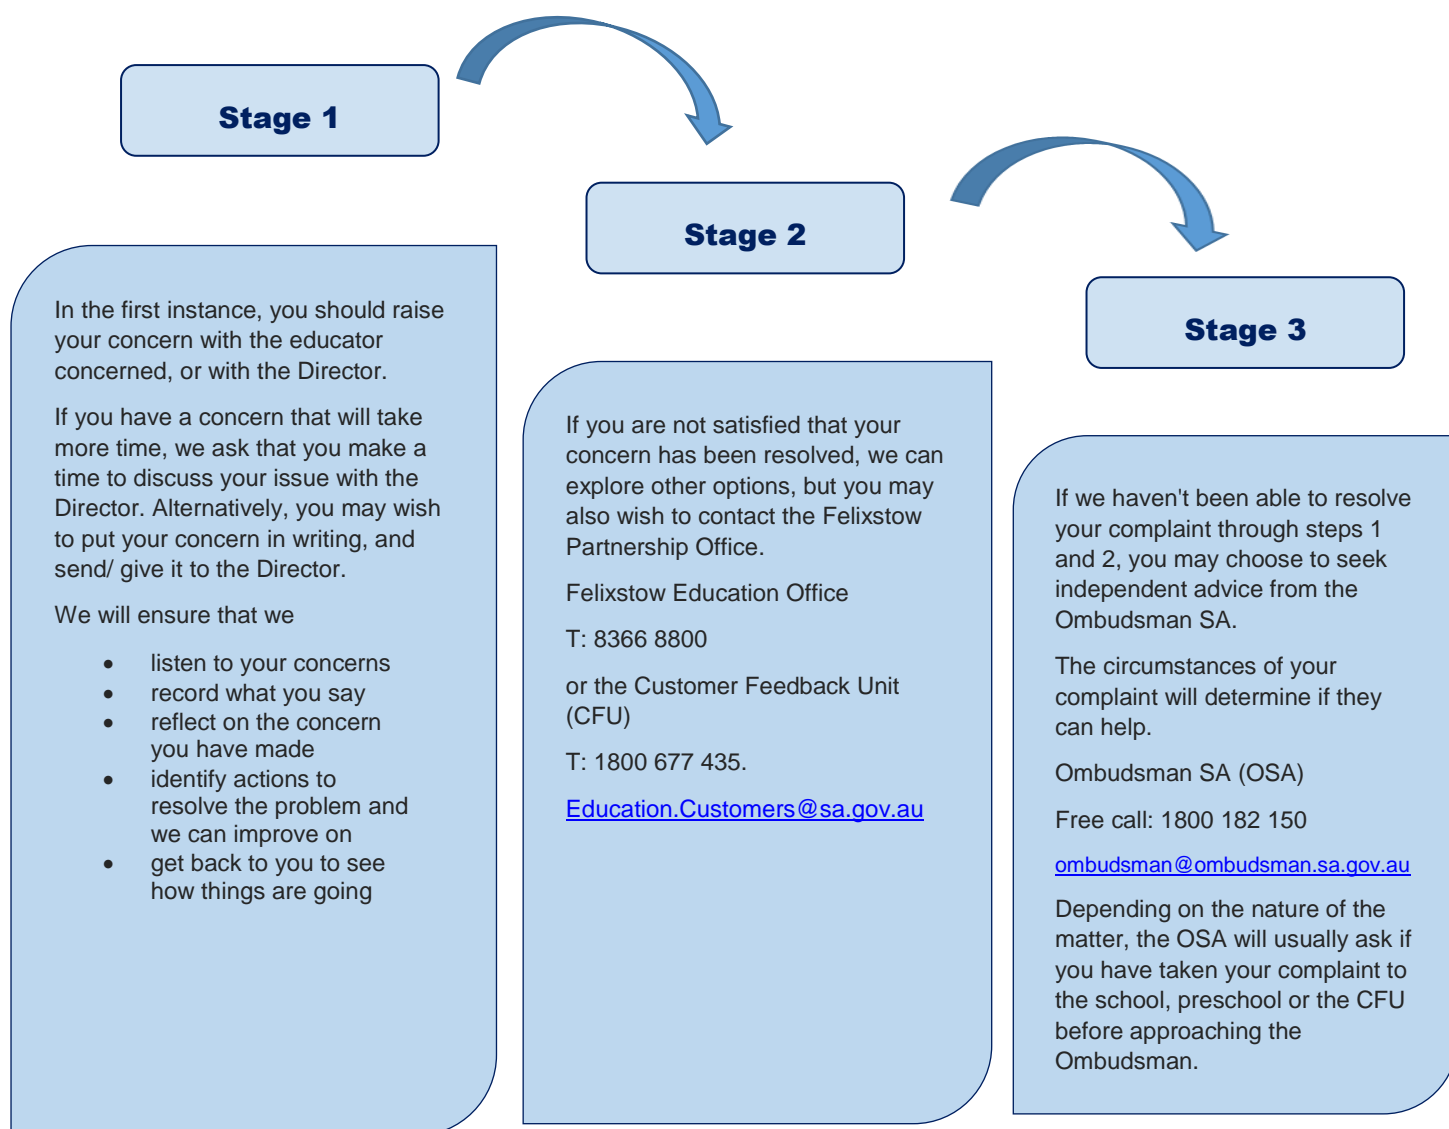 Stage 1
In the first instance, you should raise
your concern with the educator
concerned, or with the Director.
If you have a concern that will take
more time, we ask that you make a
time to discuss your issue with the
Director. Alternatively, you may wish
to put your concern in writing, and
send/ give it to the Director.
We will ensure that we
• listen to your concerns
• record what you say
• reflect on the concern
you have made
• identify actions to
resolve the problem and
we can improve on
• get back to you to see
how things are going
Stage 2
If you are not satisfied that your
concern has been resolved, we can
explore other options, but you may
also wish to contact the Felixstow
Partnership Office.
Felixstow Education Office
T: 8366 8800
or the Customer Feedback Unit
(CFU)
T: 1800 677 435.
Education.Customers@sa.gov.au
Stage 3
If we haven't been able to resolve
your complaint through steps 1
and 2, you may choose to seek
independent advice from the
Ombudsman SA.
The circumstances of your
complaint will determine if they
can help.
Ombudsman SA (OSA)
Free call: 1800 182 150
ombudsman@ombudsman.sa.gov.au
Depending on the nature of the
matter, the OSA will usually ask if
you have taken your complaint to
the school, preschool or the CFU
before approaching the
Ombudsman.